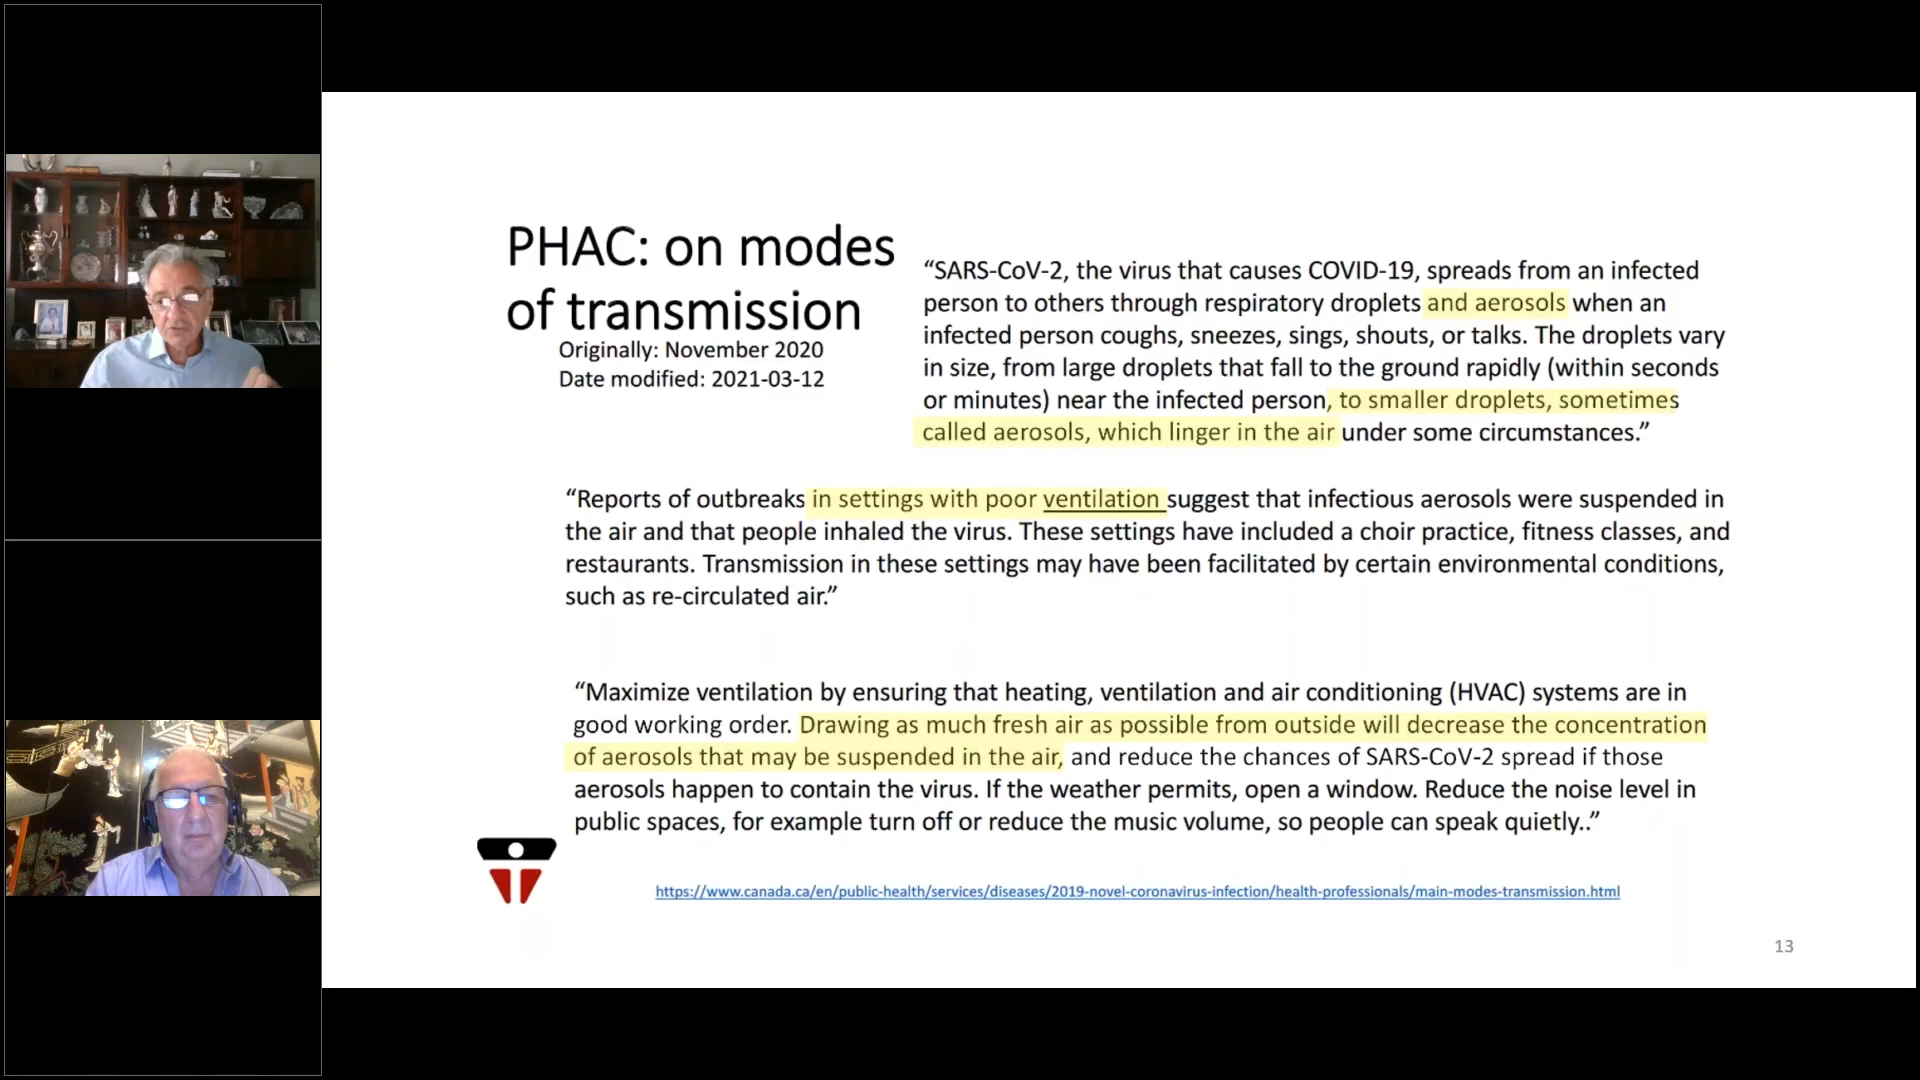 PHAC: on modes
of transmission
Originally: November 2020
Date modified: 2021-03-12
“SARS-CoV-2, the virus that causes COVID-19, spreads from an infected
person to others through respiratory droplets and aerosols when an
infected person coughs, sneezes, sings, shouts, or talks. The droplets vary
in size, from large droplets that fall to the ground rapidly (within seconds
or minutes) near the infected person, to smaller droplets, sometimes
called aerosols, which linger in the air under some circumstances.”
“Reports of outbreaks in settings with poor ventilation suggest that infectious aerosols were suspended in
the air and that people inhaled the virus. These settings have included a choir practice, fitness classes, and
restaurants. Transmission in these settings may have been facilitated by certain environmental conditions,
such as re-circulated air.”
“Maximize ventilation by ensuring that heating, ventilation and air conditioning (HVAC) systems are in
good working order. Drawing as much fresh air as possible from outside will decrease the concentration
of aerosols that may be suspended in the air, and reduce the chances of SARS-CoV-2 spread if those
aerosols happen to contain the virus. If the weather permits, open a window. Reduce the noise level in
public spaces, for example turn off or reduce the music volume, so people can speak quietly..”
https://www.canada.ca/en/public-health/services/diseases/2019-novel-coronavirus-infection/health-professionals/main-modes-transmission.html
13